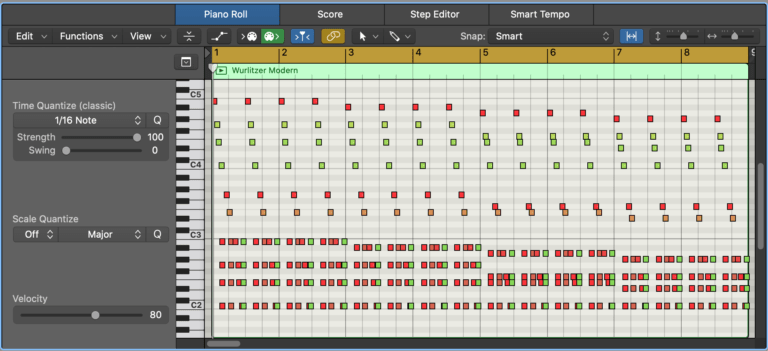 Piano Roll Score Step Editor Smart Tempo
Edit Functions View Snap: Smart
1 2 3 4 5 6 7 8 9
Wurlitzer Modern
C5
Time Quantize (classic)
1/16 Note Q
Strength 100
Swing 0
C4
Scale Quantize
Off Major Q
C3
Velocity
80
C2